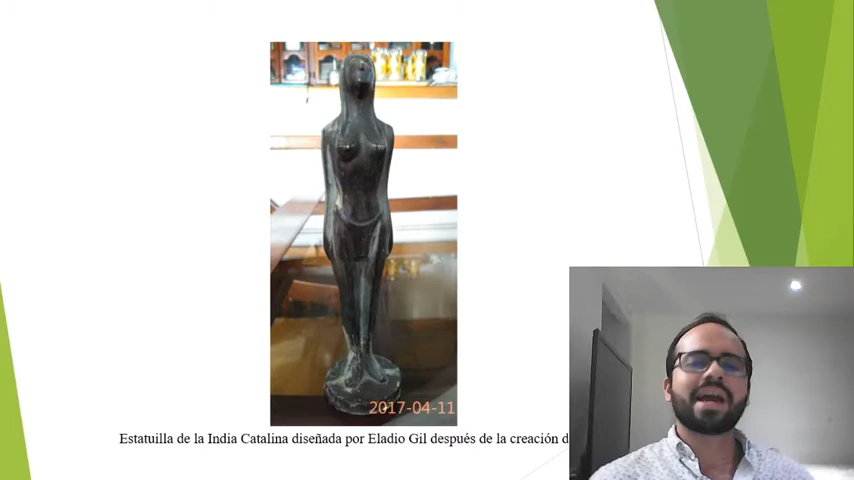 2017-04-11
Estatuilla de la India Catalina diseñada por Eladio Gil después de la creación d